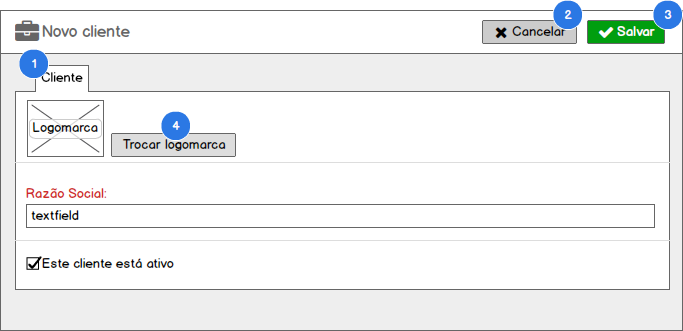 2
3
Novo cliente
Cancelar
Salvar
1
Cliente
4
Logomarca
Trocar logomarca
Razão Social:
textfield
Este cliente está ativo